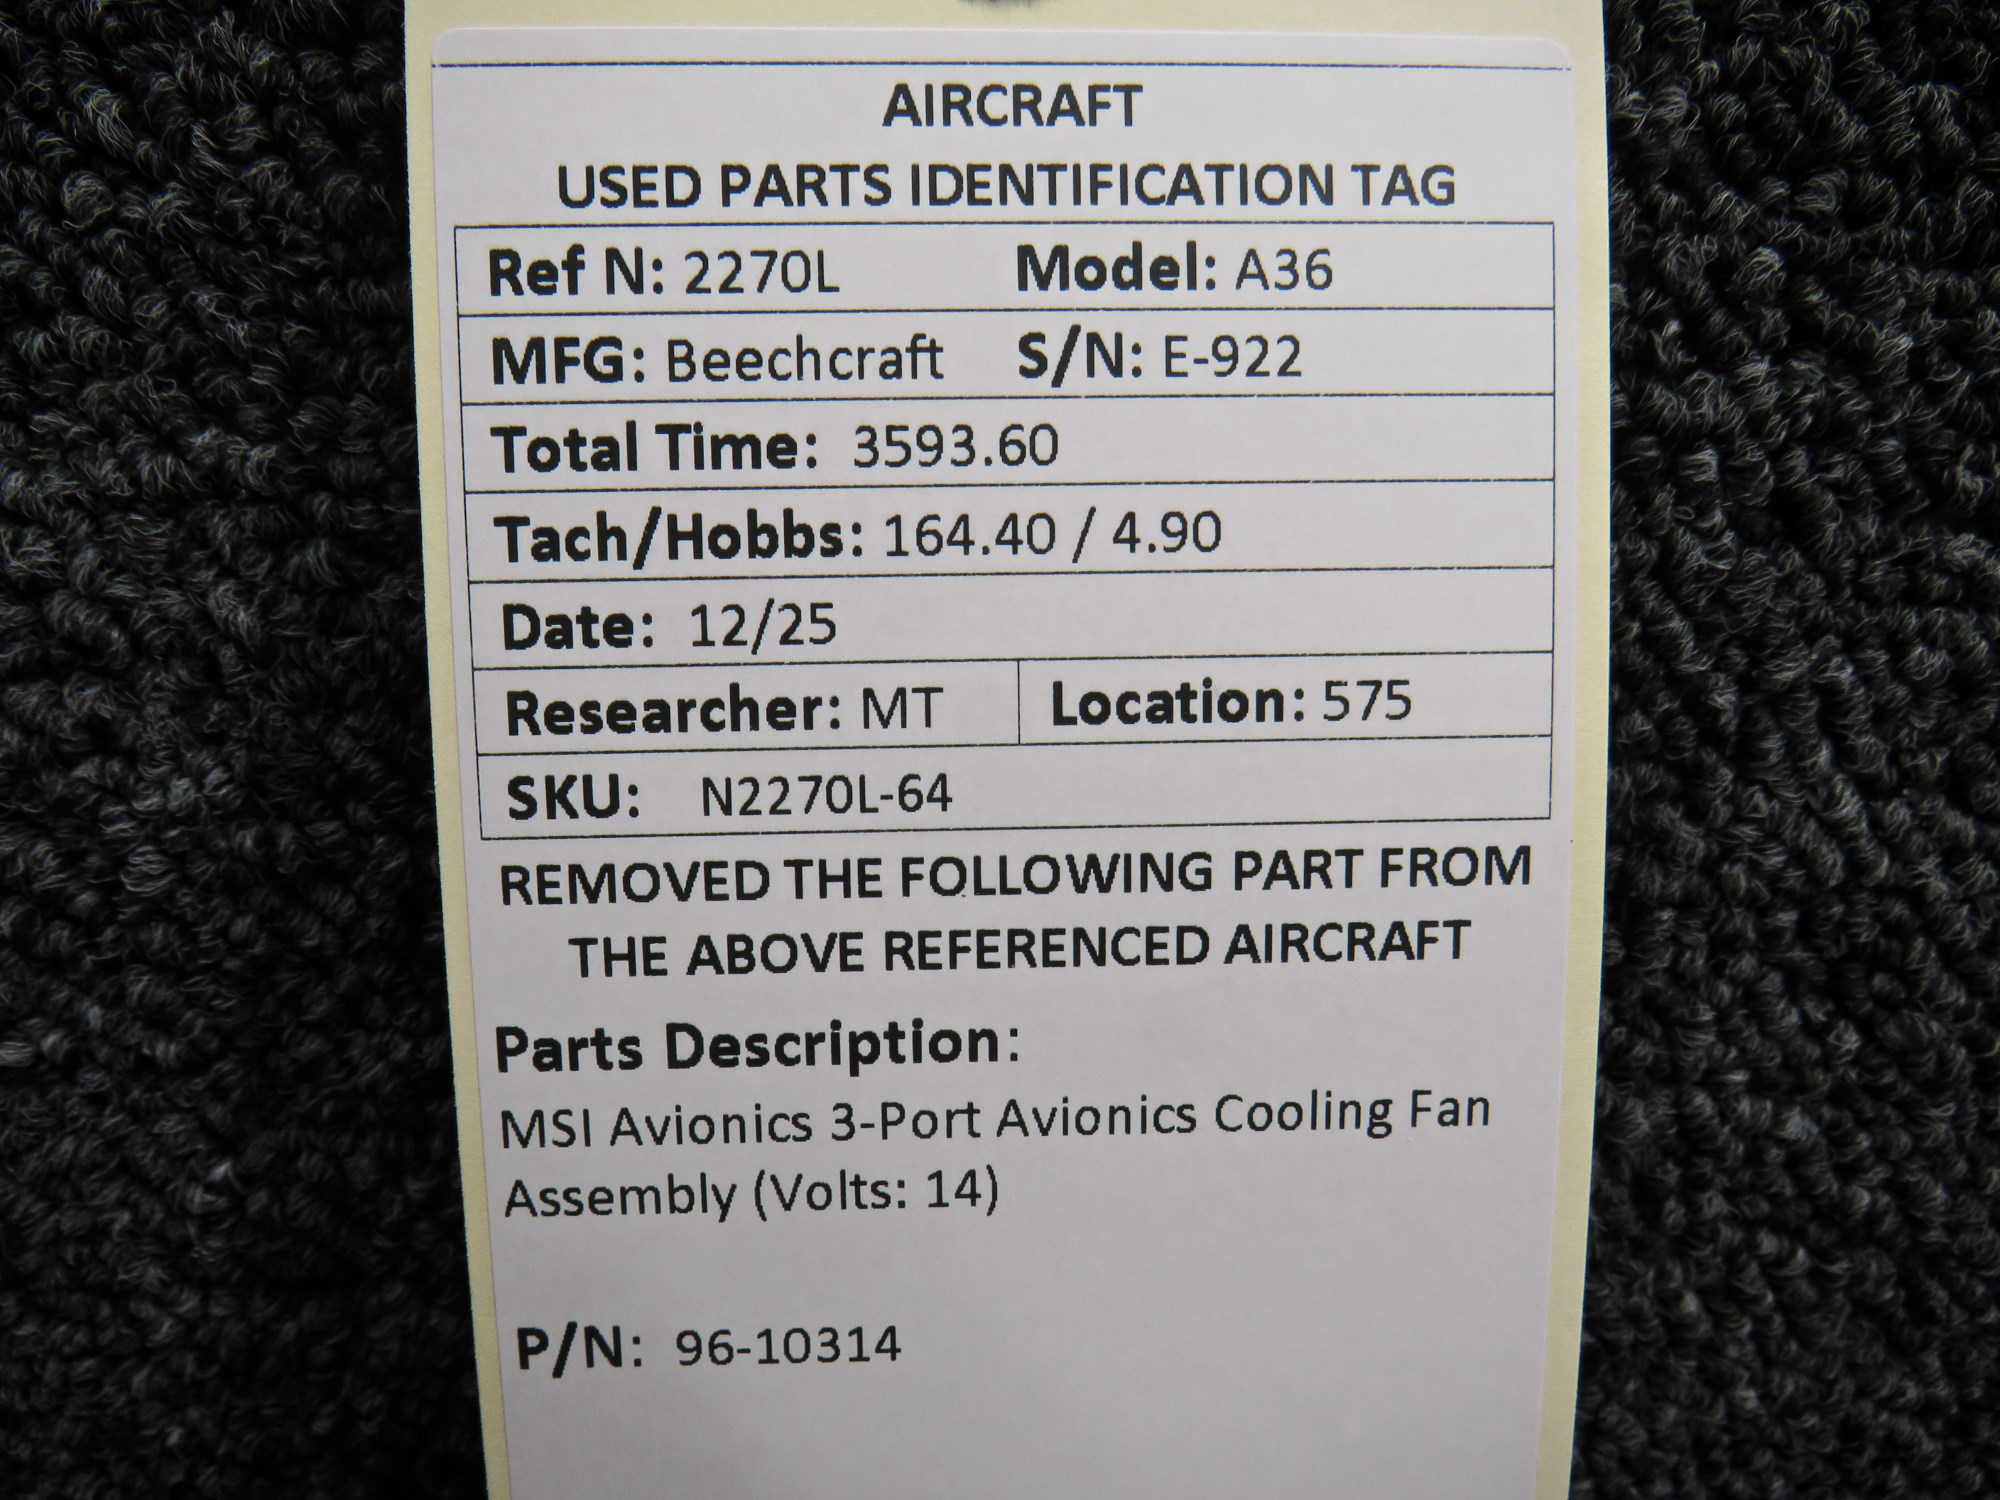 AIRCRAFT
USED PARTS IDENTIFICATION TAG
Ref N: 2270L Model: A36
MFG: Beechcraft S/N: E-922
Total Time: 3593.60
Tach/Hobbs: 164.40 / 4.90
Date: 12/25
Researcher: MT Location: 575
SKU: N2270L-64
REMOVED THE FOLLOWING PART FROM
THE ABOVE REFERENCED AIRCRAFT
Parts Description:
MSI Avionics 3-Port Avionics Cooling Fan
Assembly (Volts: 14)
P/N: 96-10314